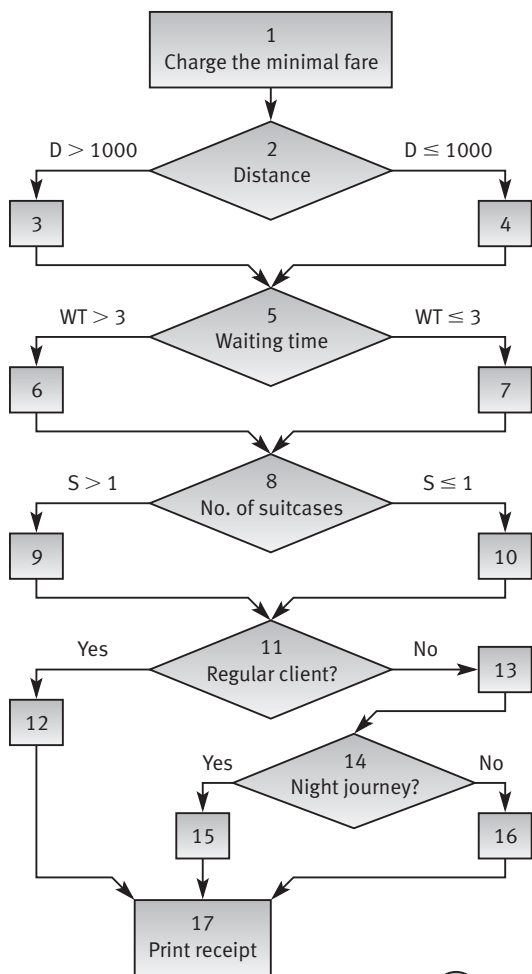 1
Charge the minimal fare
D > 1000
2
Distance
D ≤ 1000
3
4
WT > 3
5
Waiting time
WT ≤ 3
6
7
S > 1
8
No. of suitcases
S ≤ 1
9
10
Yes
11
Regular client?
No
13
12
Yes
14
Night journey?
No
15
16
17
Print receipt